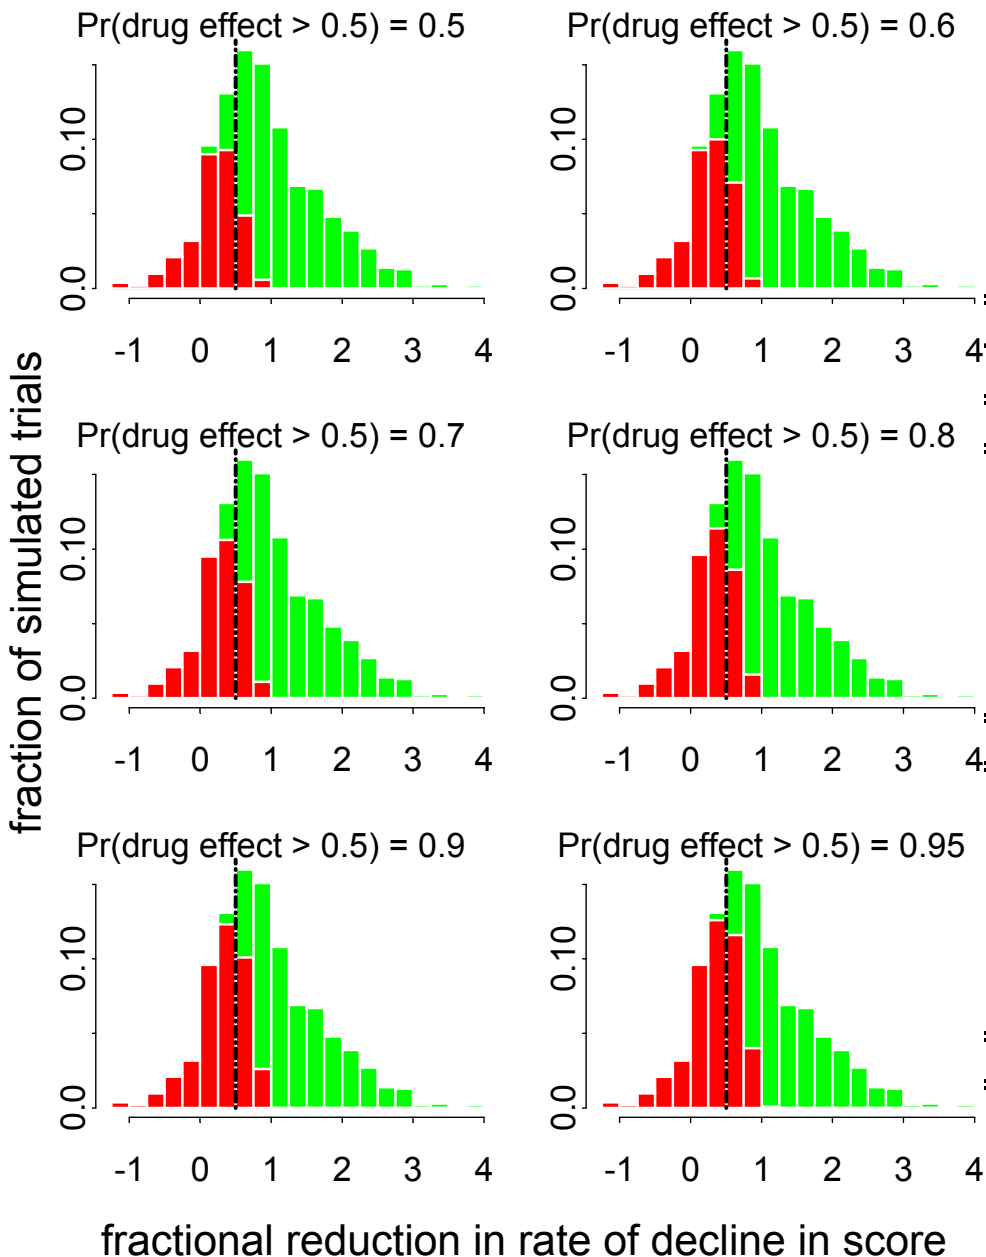 Pr(drug effect > 0.5) = 0.5
Pr(drug effect > 0.5) = 0.6
0.10
0.0
-1 0 1 2 3 4
0.10
0.0
-1 0 1 2 3 4
Pr(drug effect > 0.5) = 0.7
Pr(drug effect > 0.5) = 0.8
0.10
0.0
-1 0 1 2 3 4
0.10
0.0
-1 0 1 2 3 4
Pr(drug effect > 0.5) = 0.9
Pr(drug effect > 0.5) = 0.95
0.10
0.0
-1 0 1 2 3 4
0.10
0.0
-1 0 1 2 3 4
fraction of simulated trials
fractional reduction in rate of decline in score